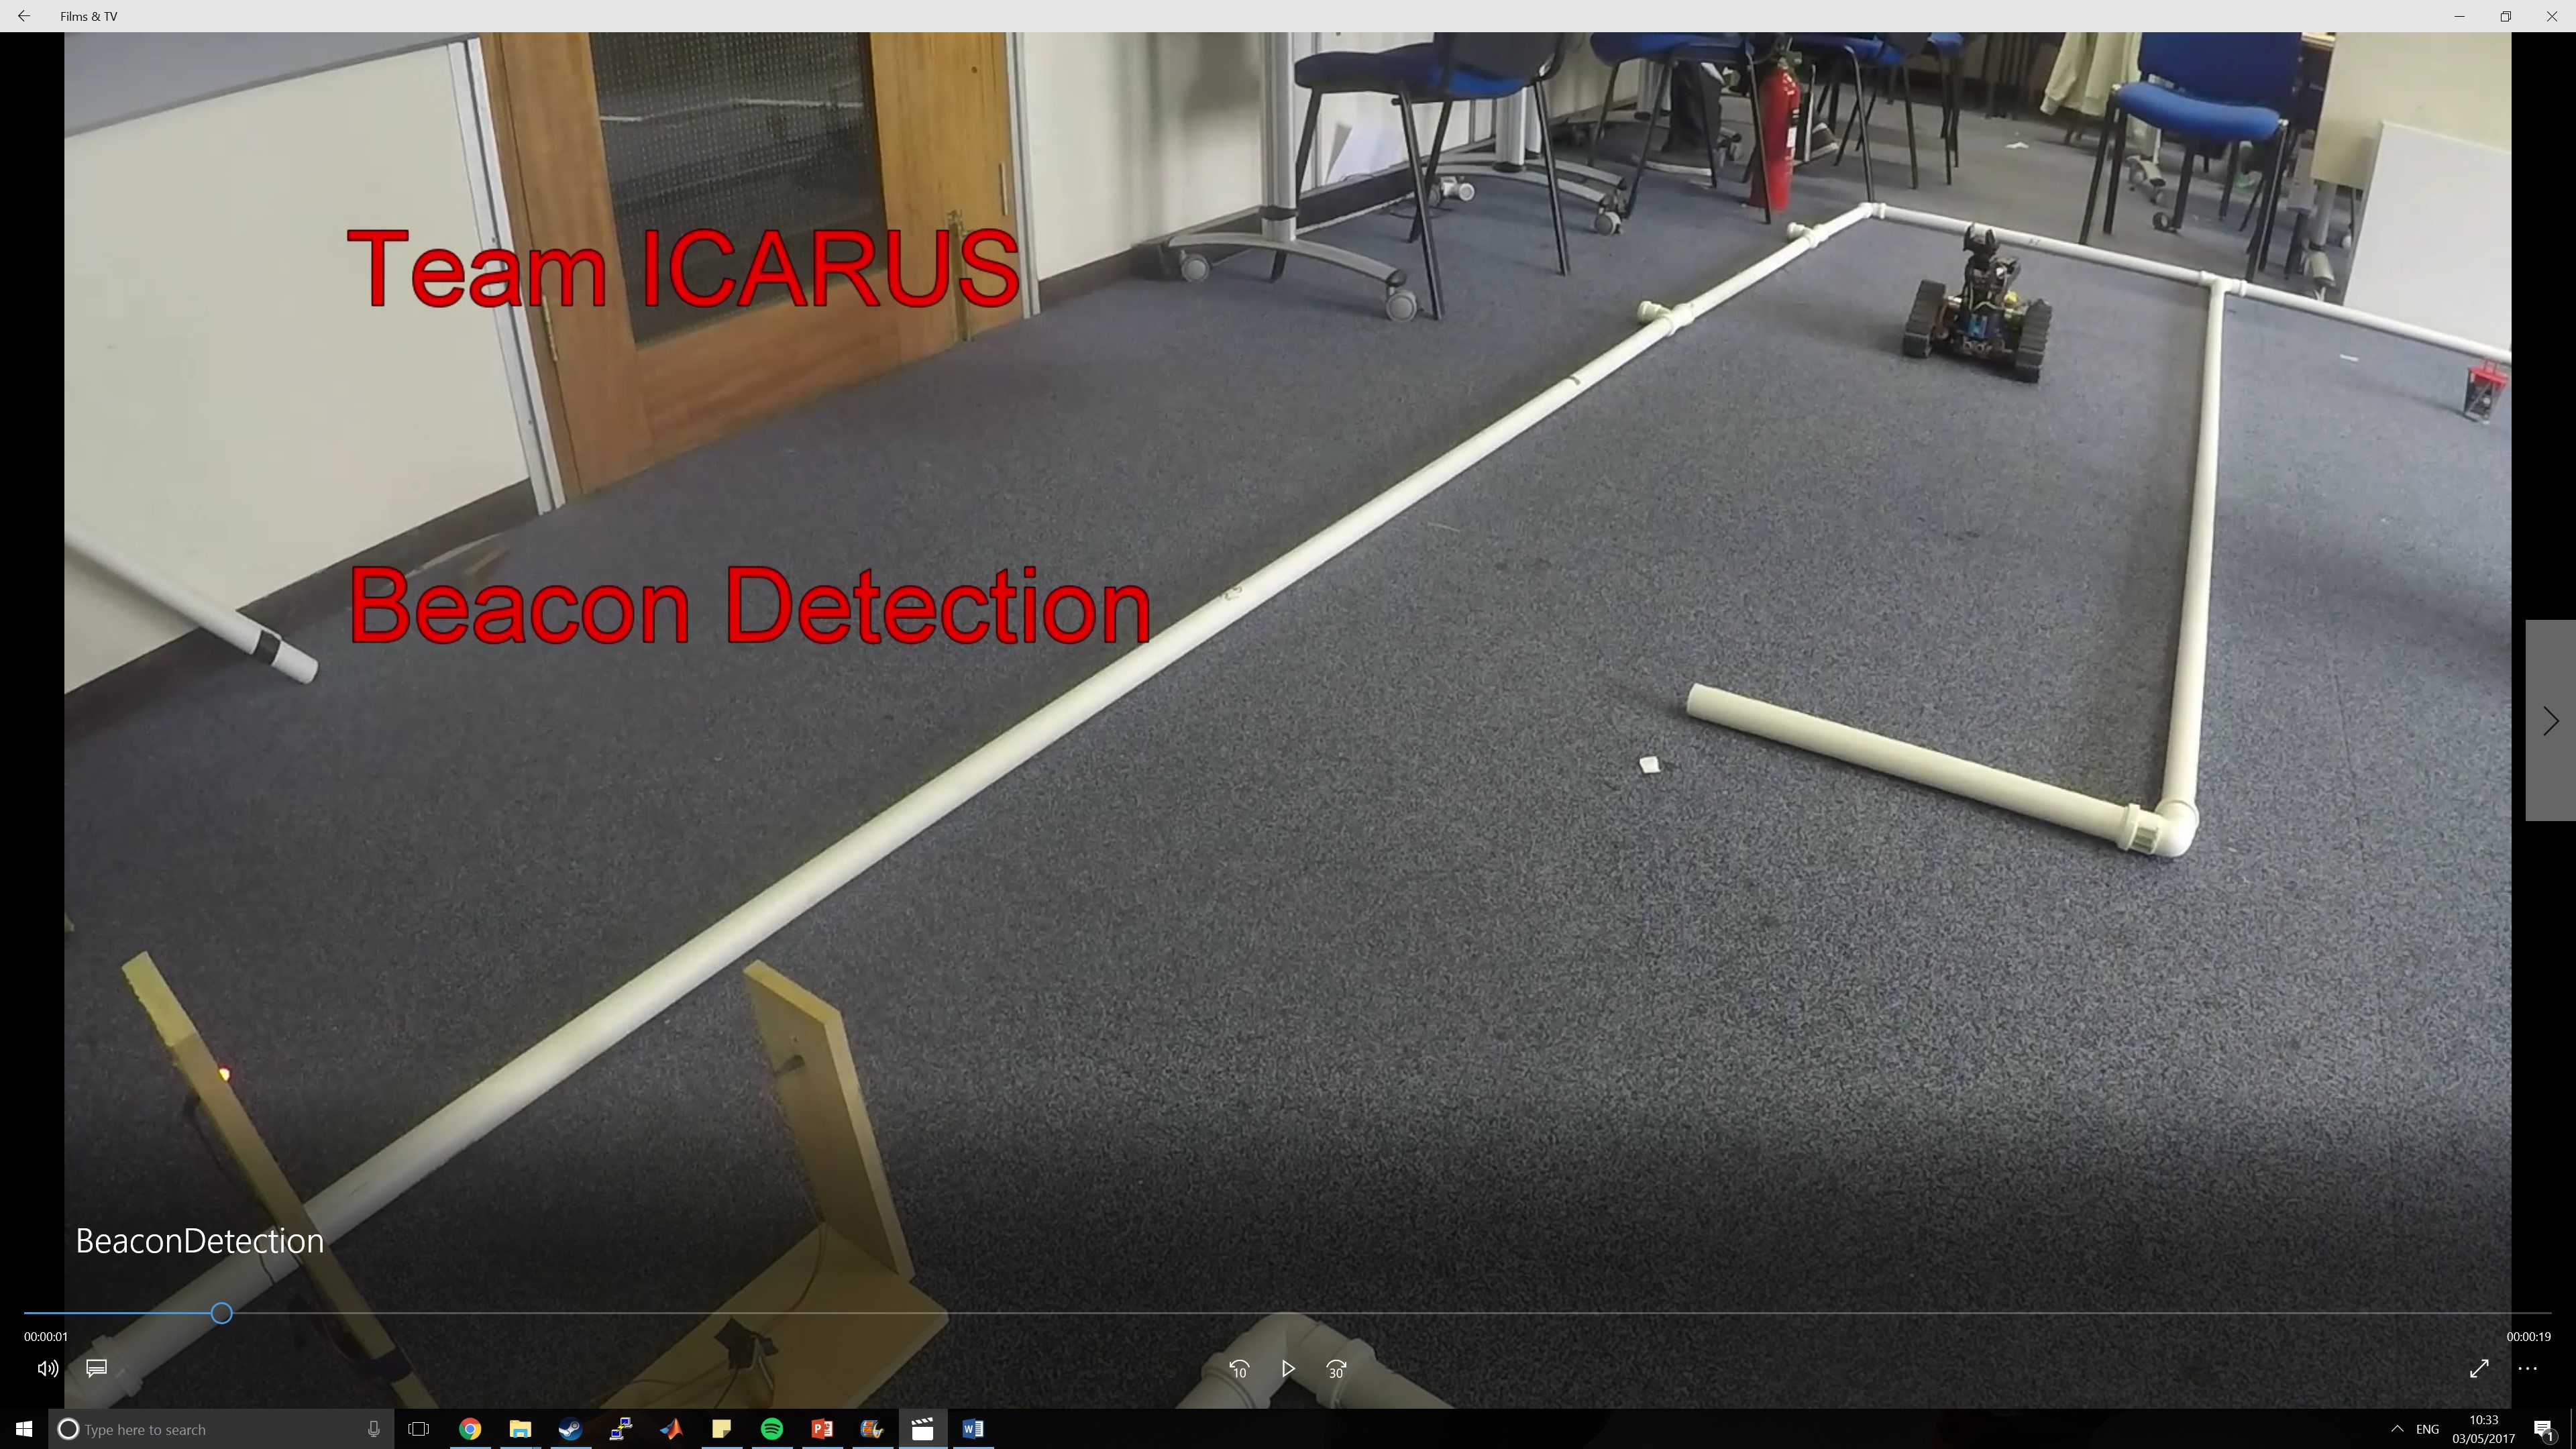 Films & TV
Team ICARUS
Beacon Detection
BeaconDetection
00:00:01
00:00:19
10
30
Type here to search
ENG
10:33
03/05/2017
1